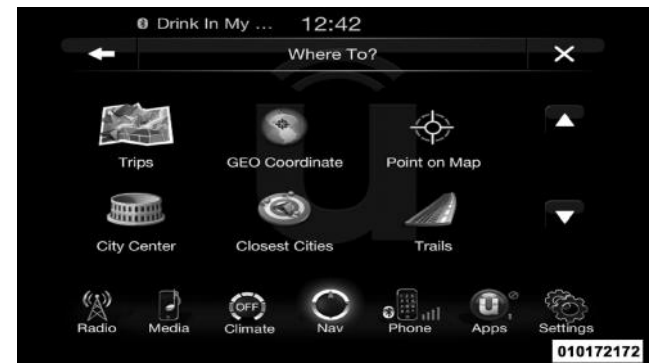 Drink In My ... 12:42
Where To?
Trips GEO Coordinate Point on Map
City Center Closest Cities Trails
OFF
Radio Media Climate Nav Phone Apps Settings
010172172